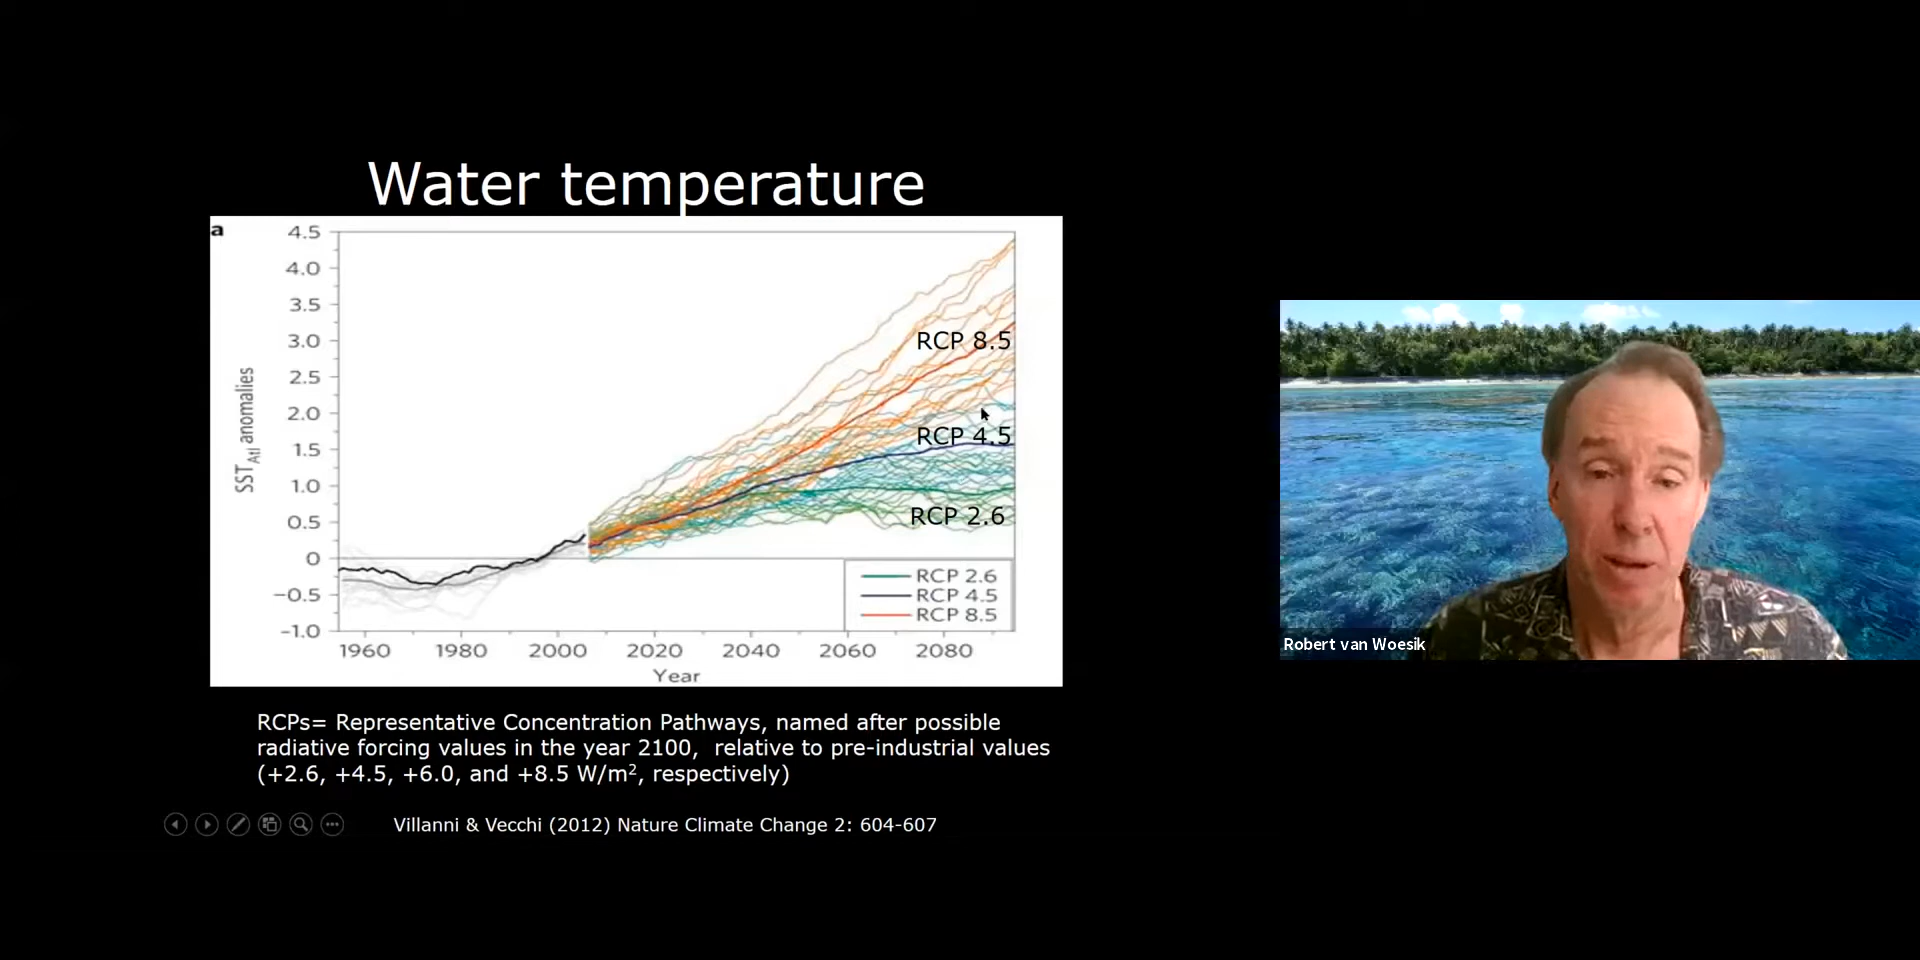 Water temperature
a
4.5
4.0
3.5
3.0
2.5
2.0
1.5
1.0
0.5
0
−0.5
−1.0
SST_Atl anomalies
RCP 8.5
RCP 4.5
RCP 2.6
RCP 2.6
RCP 4.5
RCP 8.5
1960 1980 2000 2020 2040 2060 2080
Year
RCPs= Representative Concentration Pathways, named after possible
radiative forcing values in the year 2100, relative to pre-industrial values
(+2.6, +4.5, +6.0, and +8.5 W/m², respectively)
Villanni & Vecchi (2012) Nature Climate Change 2: 604-607
Robert van Woesik